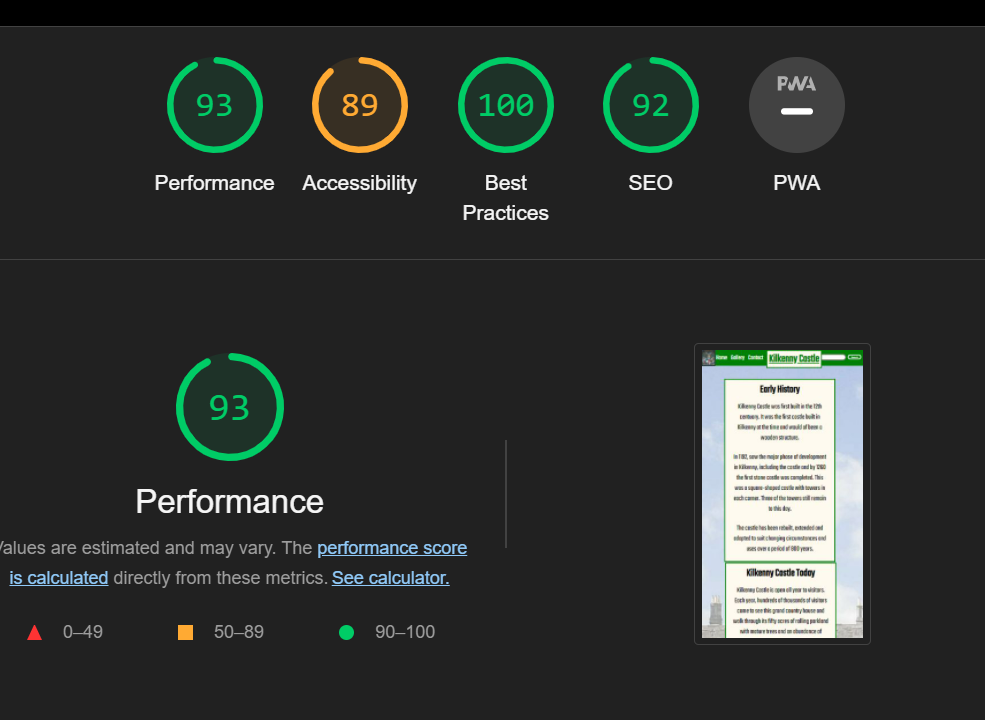 93
89
100
92
PWA
Performance
Accessibility
Best
Practices
SEO
PWA
93
Performance
Values are estimated and may vary. The performance score
is calculated directly from these metrics. See calculator.
0–49
50–89
90–100
Home Gallery Contact Kilkenny Castle
Early History
Kilkenny Castle was first built in the 12th
century. It was the first castle built in
Kilkenny at the time and would of been a
wooden structure.
In 1192, saw the major phase of development
in Kilkenny, including the castle and by 1260
the first stone castle was completed. This
was a square-shaped castle with towers in
each corner. Three of the towers still remain
to this day.
The castle has been rebuilt, extended and
adapted to suit changing circumstances and
uses over a period of 800 years.
Kilkenny Castle Today
Kilkenny Castle is open all year to visitors.
Each year, hundreds of thousands of visitors
come to see this grand country house and
walk through its fifty acres of rolling parkland
with mature trees and an abundance of